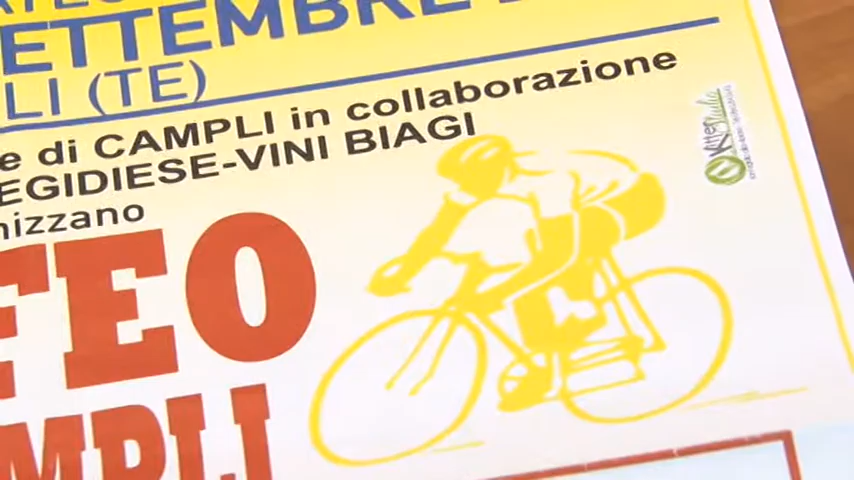 SETTEMBRE
LI (TE)
e di CAMPLI in collaborazione
EGIDIESE-VINI BIAGI
nizzano
FEO
MPLI